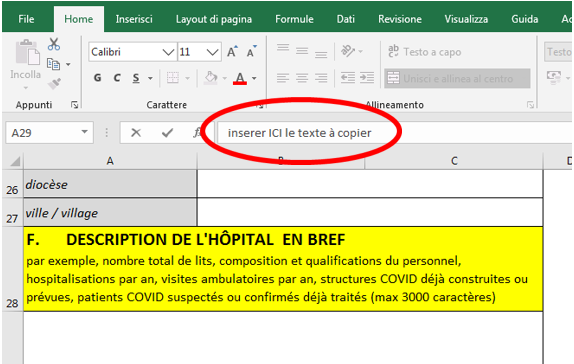 File Home Inserisci Layout di pagina Formule Dati Revisione Visualizza Guida
Incolla Calibri 11 A A ab Testo a capo Testo
G C S A Unisci e allinea al centro
Appunti Carattere Allineamento
A29 inserer ICI le texte à copier
A B C
26 diocèse
27 ville / village
F. DESCRIPTION DE L'HÔPITAL EN BREF
par exemple, nombre total de lits, composition et qualifications du personnel,
hospitalisations par an, visites ambulatoires par an, structures COVID déjà construites ou
28 prévues, patients COVID suspectés ou confirmés déjà traités (max 3000 caractères)